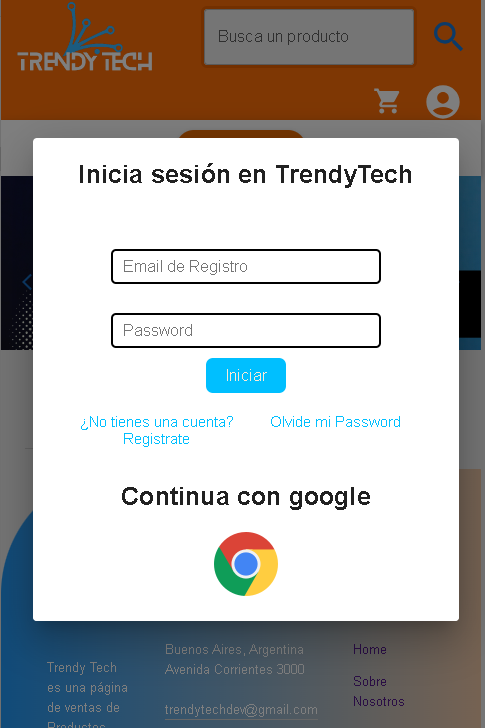 TRENDY TECH
Busca un producto
Inicia sesión en TrendyTech
Email de Registro
Password
Iniciar
¿No tienes una cuenta?
Registrate
Olvide mi Password
Continua con google
Trendy Tech
es una página
de ventas de
Productos
Buenos Aires, Argentina
Avenida Corrientes 3000
trendytechdev@gmail.com
Home
Sobre
Nosotros